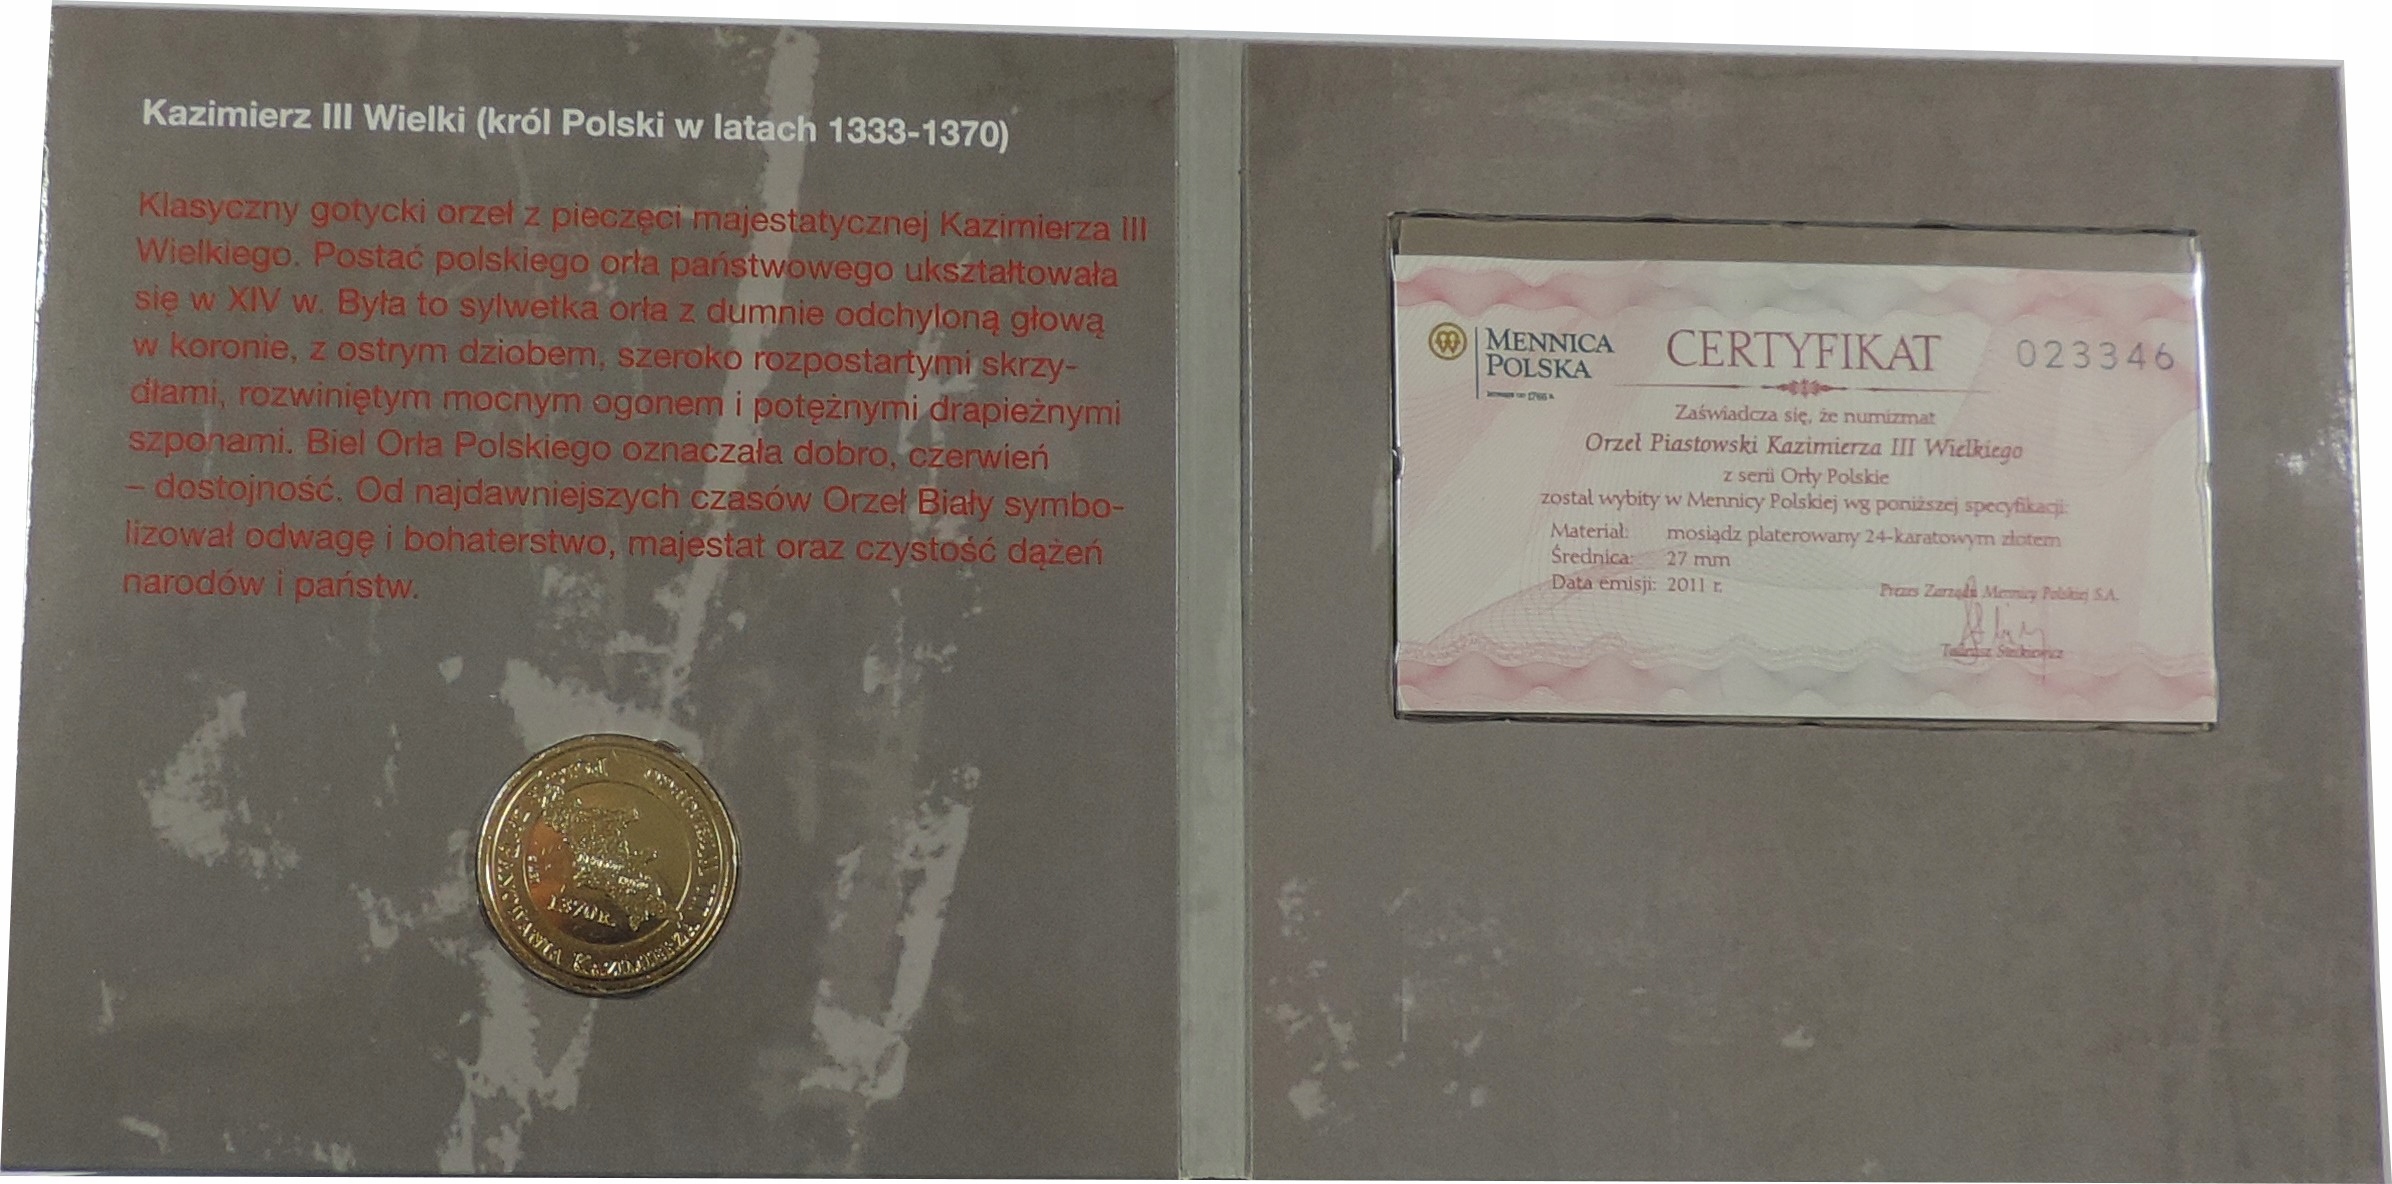 Kazimierz III Wielki (król Polski w latach 1333-1370)
Klasyczny gotycki orzeł z pieczęci majestatycznej Kazimierza III
Wielkiego. Postać polskiego orła państwowego ukształtowała
się w XIV w. Była to sylwetka orła z dumnie odchyloną głową
w koronie, z ostrym dziobem, szeroko rozpostartymi skrzy-
dłami, rozwiniętym mocnym ogonem i potężnymi drapieżnymi
szponami. Biel Orła Polskiego oznaczała dobro, czerwień
– dostojność. Od najdawniejszych czasów Orzeł Biały symbo-
lizował odwagę i bohaterstwo, majestat oraz czystość dążeń
narodów i państw.
1370 R.
KAZIMIERZA III
MENNICA
POLSKA
CERTYFIKAT
023346
Zaświadcza się, że numizmat
Orzeł Piastowski Kazimierza III Wielkiego
z serii Orły Polskie
został wybity w Mennicy Polskiej wg poniższej specyfikacji:
Materiał: mosiądz platerowany 24-karatowym złotem
Średnica: 27 mm
Data emisji: 2011 r.
Prezes Zarządu Mennicy Polskiej S.A.